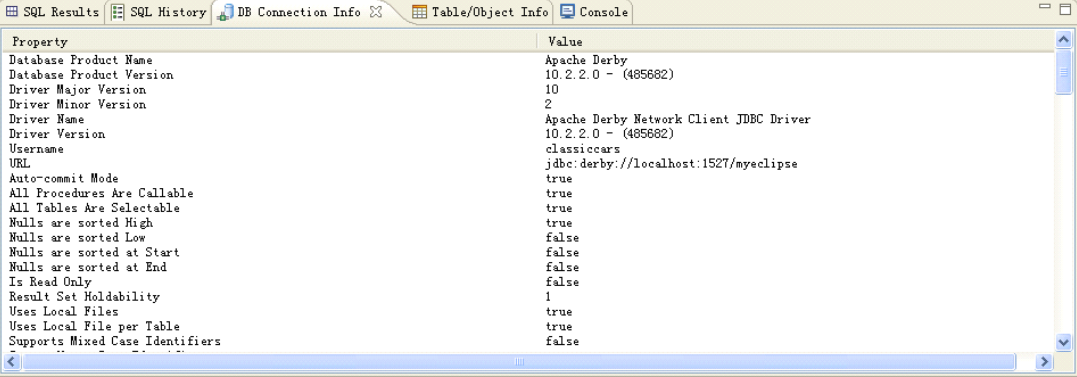 SQL Results SQL History DB Connection Info Table/Object Info Console
Property Value
Database Product Name Apache Derby
Database Product Version 10.2.2.0 - (485682)
Driver Major Version 10
Driver Minor Version 2
Driver Name Apache Derby Network Client JDBC Driver
Driver Version 10.2.2.0 - (485682)
Username classiccars
URL jdbc:derby://localhost:1527/myeclipse
Auto-commit Mode true
All Procedures Are Callable true
All Tables Are Selectable true
Nulls are sorted High true
Nulls are sorted Low false
Nulls are sorted at Start false
Nulls are sorted at End false
Is Read Only false
Result Set Holdability 1
Uses Local Files true
Uses Local File per Table true
Supports Mixed Case Identifiers false